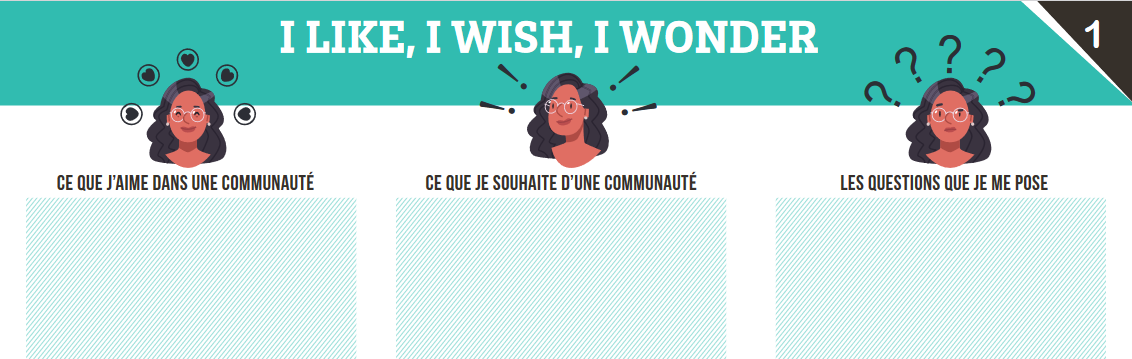 I LIKE, I WISH, I WONDER
1
CE QUE J'AIME DANS UNE COMMUNAUTÉ
CE QUE JE SOUHAITE D'UNE COMMUNAUTÉ
LES QUESTIONS QUE JE ME POSE